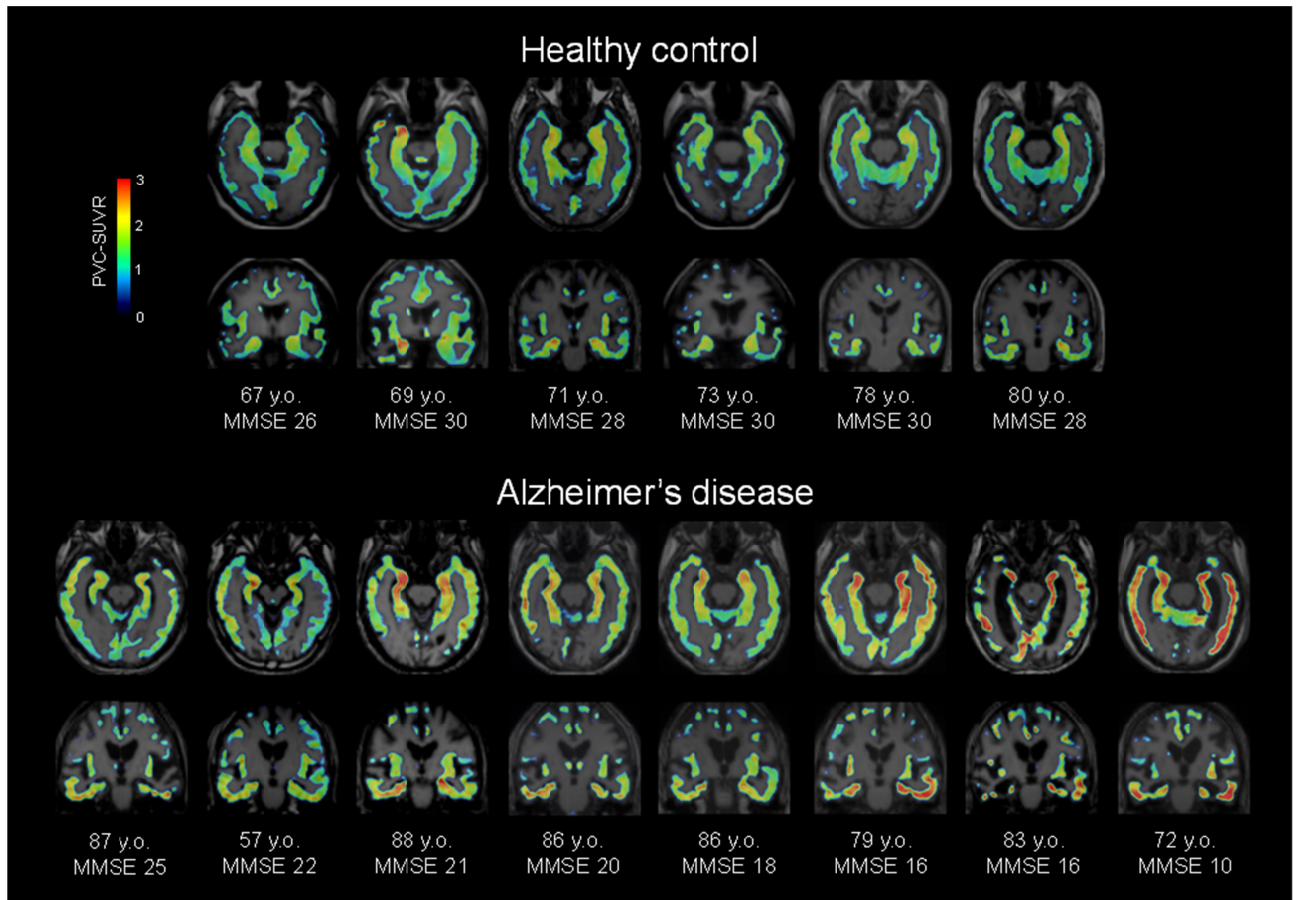 Healthy control
PVC-SUVR
3
2
1
0
67 y.o. 69 y.o. 71 y.o. 73 y.o. 78 y.o. 80 y.o.
MMSE 26 MMSE 30 MMSE 28 MMSE 30 MMSE 30 MMSE 28
Alzheimer's disease
87 y.o. 57 y.o. 88 y.o. 86 y.o. 86 y.o. 79 y.o. 83 y.o. 72 y.o.
MMSE 25 MMSE 22 MMSE 21 MMSE 20 MMSE 18 MMSE 16 MMSE 16 MMSE 10